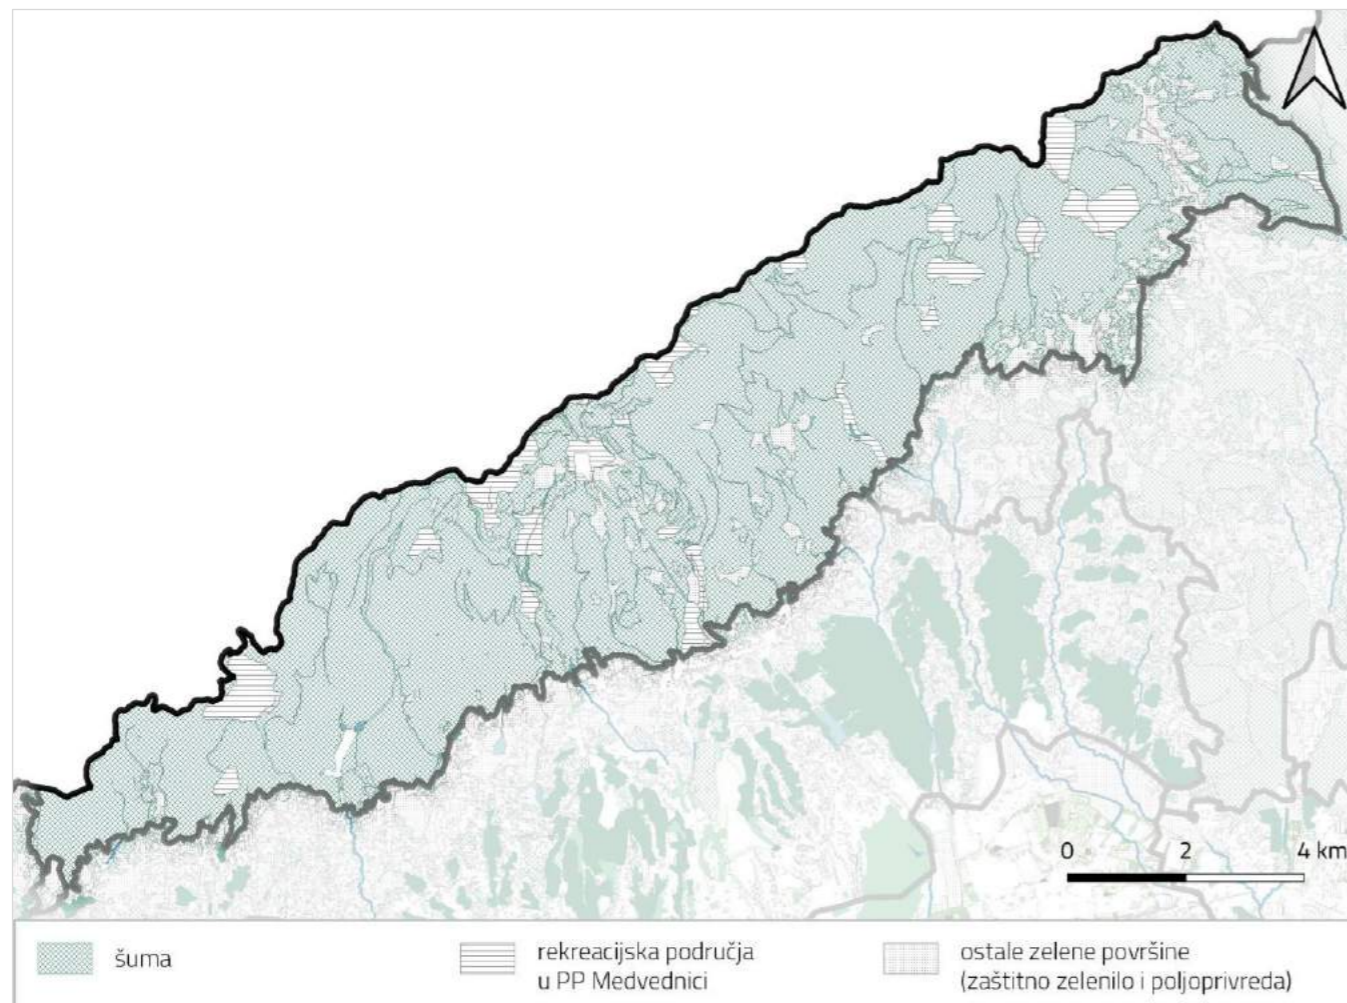 0 2 4 km
šuma
rekreacijska područja
u PP Medvednici
ostale zelene površine
(zaštitno zelenilo i poljoprivreda)